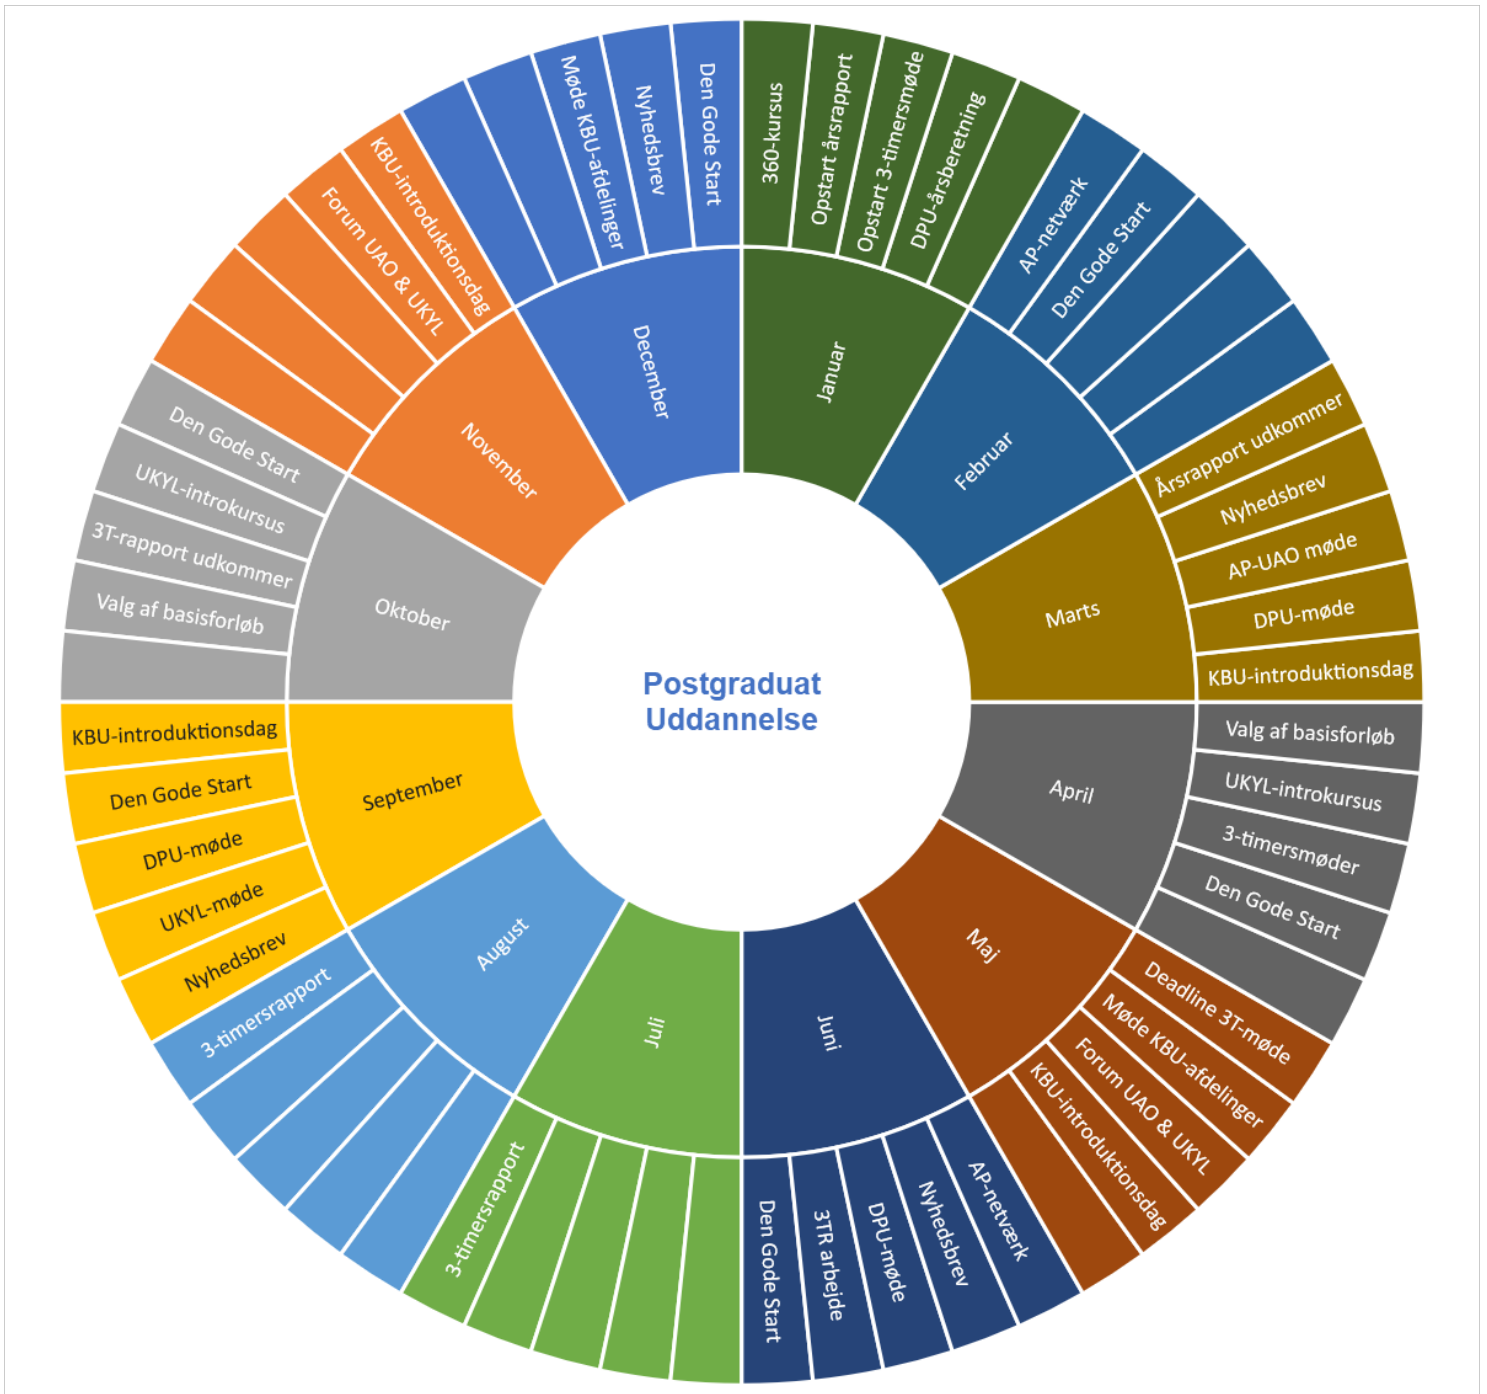 Postgraduat
Uddannelse
Januar
360-kursus
Opstart årsrapport
Opstart 3-timersmøde
DPU-årsberetning
Februar
AP-netværk
Den Gode Start
Marts
Årsrapport udkommer
Nyhedsbrev
AP-UAO møde
DPU-møde
KBU-introduktionsdag
April
Valg af basisforløb
UKYL-introkursus
3-timersmøder
Den Gode Start
Maj
Deadline 3T-møde
Møde KBU-afdelinger
Forum UAO & UKYL
KBU-introduktionsdag
Juni
AP-netværk
Nyhedsbrev
DPU-møde
3TR arbejde
Den Gode Start
Juli
3-timersrapport
August
3-timersrapport
September
Nyhedsbrev
UKYL-møde
DPU-møde
Den Gode Start
KBU-introduktionsdag
Oktober
Valg af basisforløb
3T-rapport udkommer
UKYL-introkursus
Den Gode Start
November
Forum UAO & UKYL
KBU-introduktionsdag
December
Møde KBU-afdelinger
Nyhedsbrev
Den Gode Start